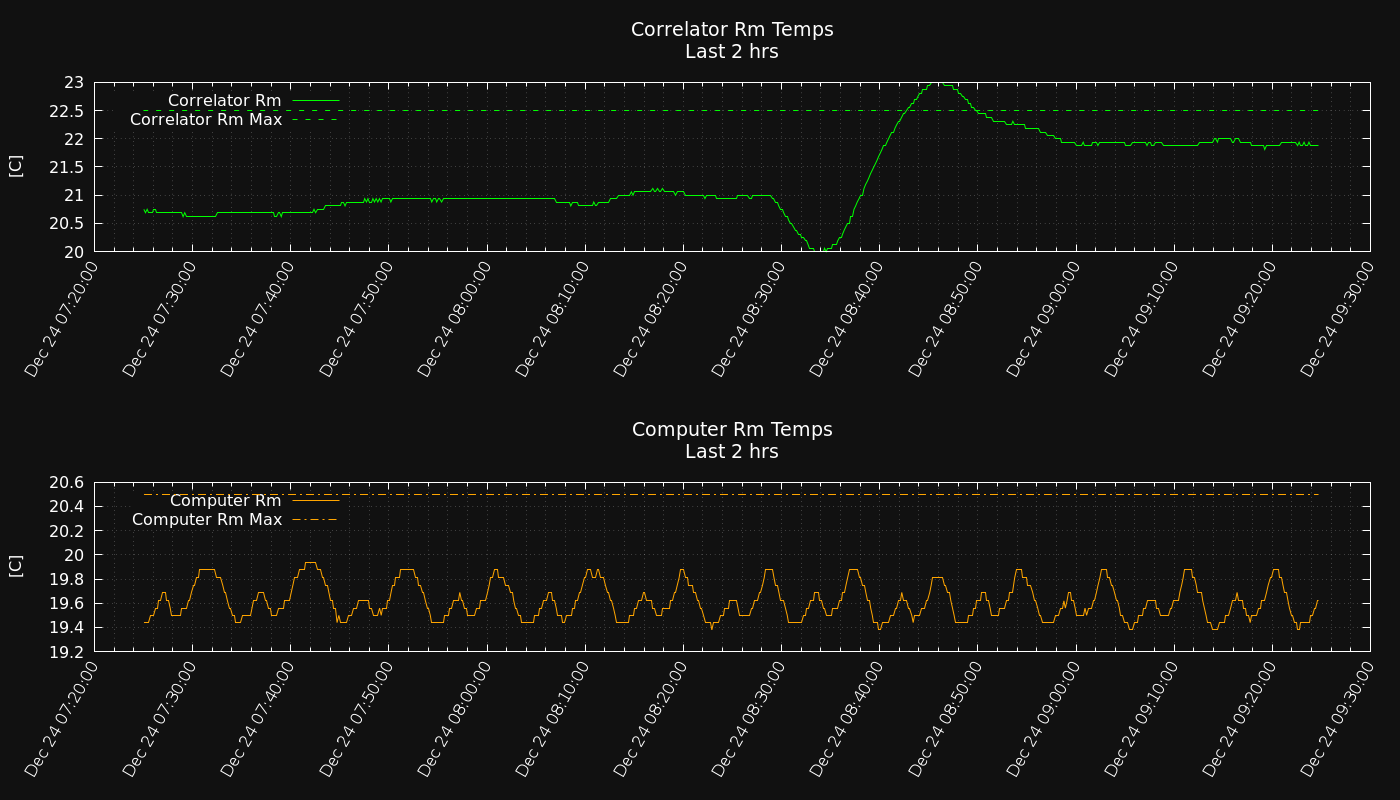 Correlator Rm Temps
Last 2 hrs
23
22.5
22
21.5
21
20.5
20
[C]
Correlator Rm
Correlator Rm Max
Dec 24 07:20:00
Dec 24 07:30:00
Dec 24 07:40:00
Dec 24 07:50:00
Dec 24 08:00:00
Dec 24 08:10:00
Dec 24 08:20:00
Dec 24 08:30:00
Dec 24 08:40:00
Dec 24 08:50:00
Dec 24 09:00:00
Dec 24 09:10:00
Dec 24 09:20:00
Dec 24 09:30:00
Computer Rm Temps
Last 2 hrs
20.6
20.4
20.2
20
19.8
19.6
19.4
19.2
[C]
Computer Rm
Computer Rm Max
Dec 24 07:20:00
Dec 24 07:30:00
Dec 24 07:40:00
Dec 24 07:50:00
Dec 24 08:00:00
Dec 24 08:10:00
Dec 24 08:20:00
Dec 24 08:30:00
Dec 24 08:40:00
Dec 24 08:50:00
Dec 24 09:00:00
Dec 24 09:10:00
Dec 24 09:20:00
Dec 24 09:30:00